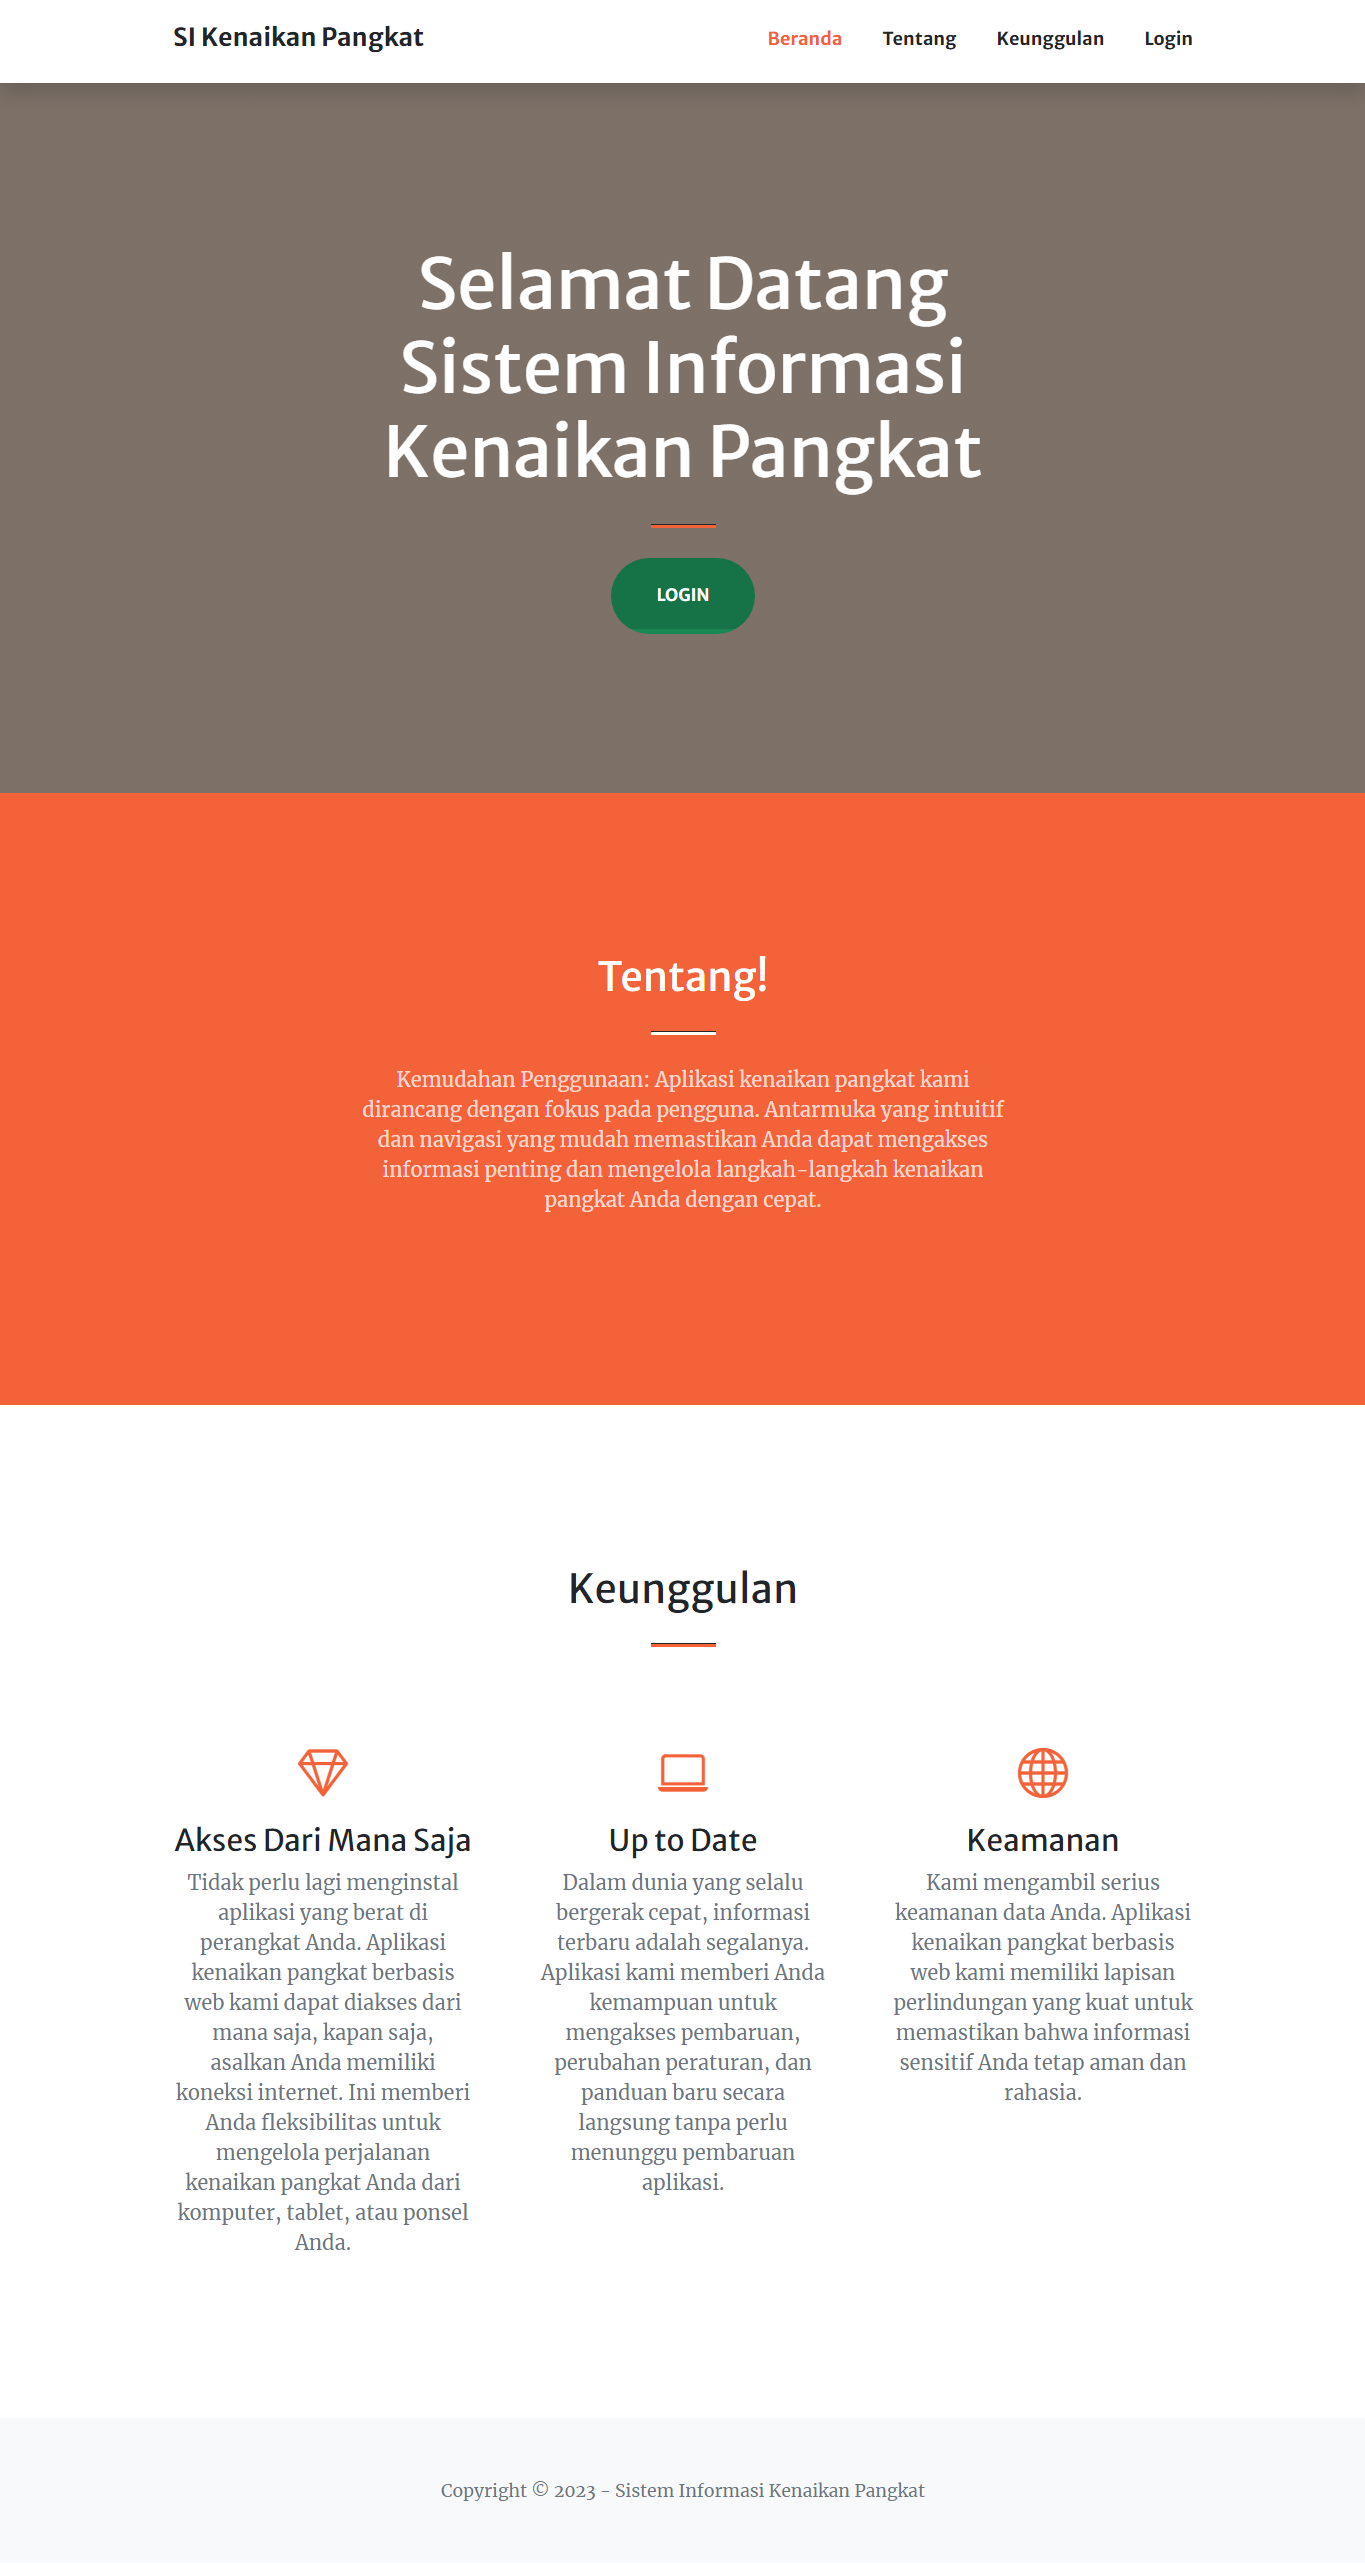 SI Kenaikan Pangkat
Beranda
Tentang
Keunggulan
Login
Selamat Datang
Sistem Informasi
Kenaikan Pangkat
LOGIN
Tentang!
Kemudahan Penggunaan: Aplikasi kenaikan pangkat kami
dirancang dengan fokus pada pengguna. Antarmuka yang intuitif
dan navigasi yang mudah memastikan Anda dapat mengakses
informasi penting dan mengelola langkah-langkah kenaikan
pangkat Anda dengan cepat.
Keunggulan
Akses Dari Mana Saja
Tidak perlu lagi menginstal
aplikasi yang berat di
perangkat Anda. Aplikasi
kenaikan pangkat berbasis
web kami dapat diakses dari
mana saja, kapan saja,
asalkan Anda memiliki
koneksi internet. Ini memberi
Anda fleksibilitas untuk
mengelola perjalanan
kenaikan pangkat Anda dari
komputer, tablet, atau ponsel
Anda.
Up to Date
Dalam dunia yang selalu
bergerak cepat, informasi
terbaru adalah segalanya.
Aplikasi kami memberi Anda
kemampuan untuk
mengakses pembaruan,
perubahan peraturan, dan
panduan baru secara
langsung tanpa perlu
menunggu pembaruan
aplikasi.
Keamanan
Kami mengambil serius
keamanan data Anda. Aplikasi
kenaikan pangkat berbasis
web kami memiliki lapisan
perlindungan yang kuat untuk
memastikan bahwa informasi
sensitif Anda tetap aman dan
rahasia.
Copyright © 2023 - Sistem Informasi Kenaikan Pangkat